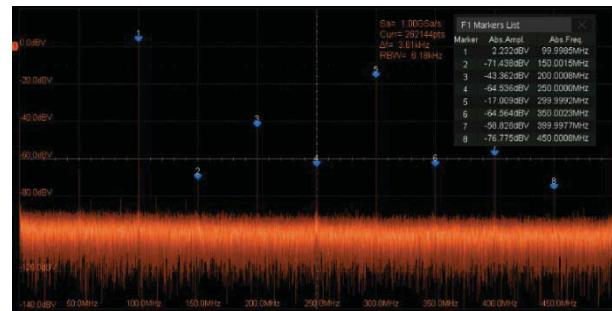 Sa= 1.00GSa/s
Curr= 262144pts
Δf= 3.81kHz
RBW= 6.18kHz
F1 Markers List
Marker Abs.Ampl. Abs.Freq.
1 2.232dBV 99.9985MHz
2 -71.438dBV 150.0015MHz
3 -43.362dBV 200.0008MHz
4 -64.536dBV 250.0000MHz
5 -17.009dBV 299.9992MHz
6 -64.564dBV 350.0023MHz
7 -58.828dBV 399.9977MHz
8 -76.775dBV 450.0008MHz
1
0.0dBV
5
-20.0dBV
3
-40.0dBV
4
6
-60.0dBV
2
8
-80.0dBV
-120.0dBV
-140.0dBV 50.0MHz 100.0MHz 150.0MHz 200.0MHz 250.0MHz 300.0MHz 350.0MHz 400.0MHz 450.0MHz